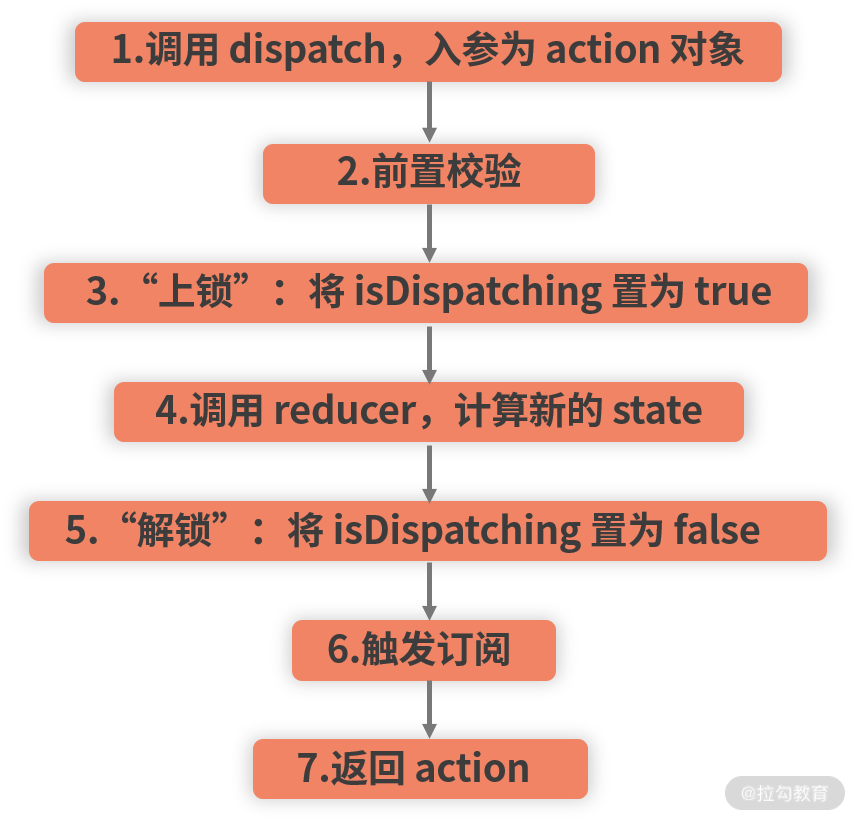 1.调用 dispatch，入参为 action 对象
2.前置校验
3.“上锁”：将 isDispatching 置为 true
4.调用 reducer，计算新的 state
5.“解锁”：将 isDispatching 置为 false
6.触发订阅
7.返回 action
@拉勾教育